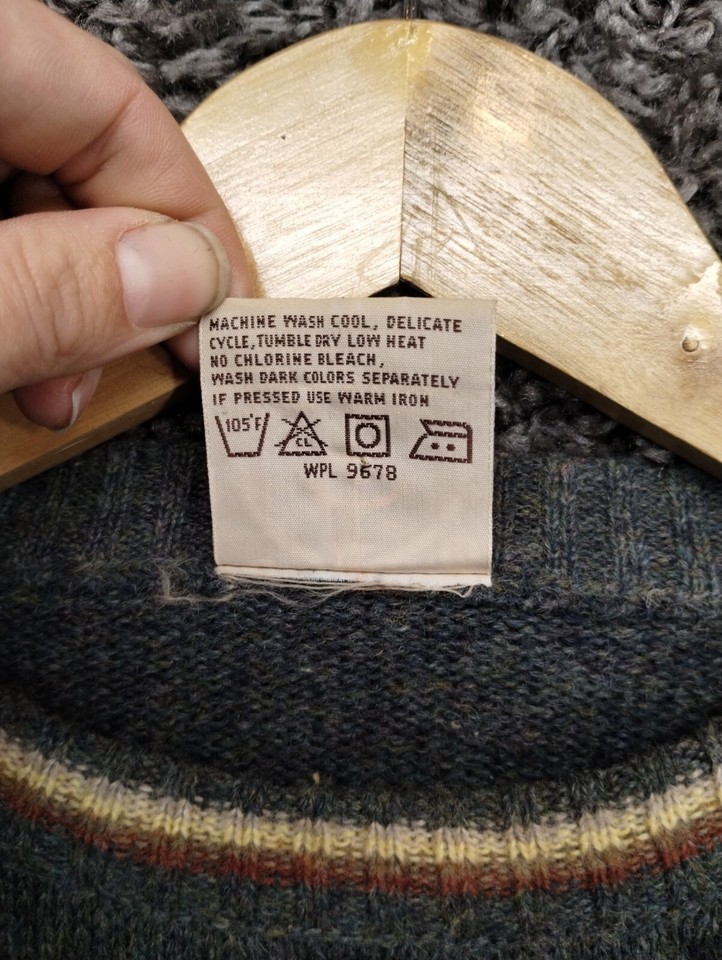 MACHINE WASH COOL, DELICATE
CYCLE, TUMBLE DRY LOW HEAT
NO CHLORINE BLEACH,
WASH DARK COLORS SEPARATELY
IF PRESSED USE WARM IRON
105°F CL
WPL 9678